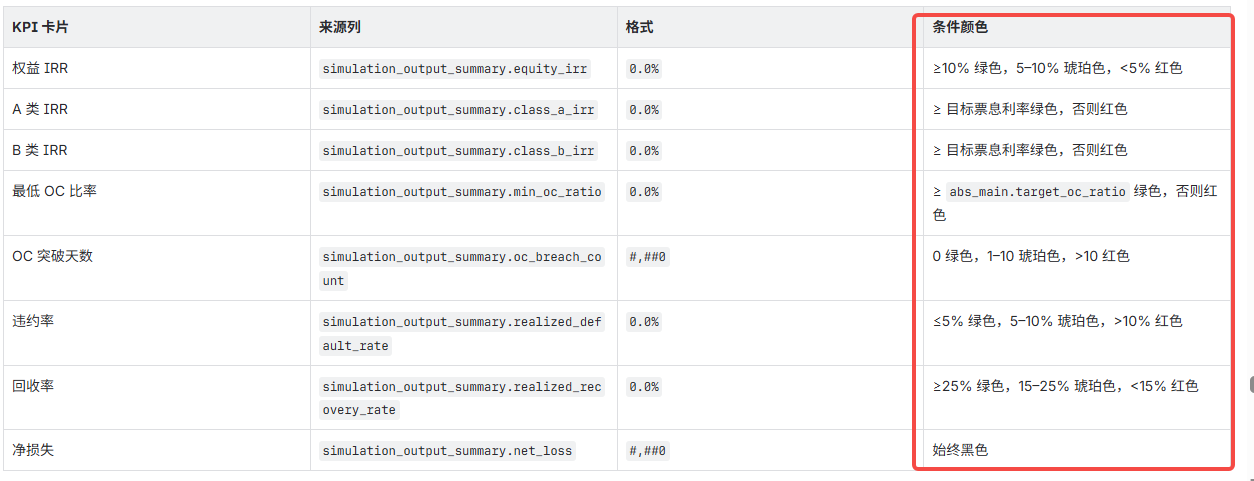 KPI 卡片 来源列 格式 条件颜色
权益 IRR simulation_output_summary.equity_irr 0.0% ≥10% 绿色，5–10% 琥珀色，<5% 红色
A 类 IRR simulation_output_summary.class_a_irr 0.0% ≥ 目标票息利率绿色，否则红色
B 类 IRR simulation_output_summary.class_b_irr 0.0% ≥ 目标票息利率绿色，否则红色
最低 OC 比率 simulation_output_summary.min_oc_ratio 0.0% ≥ abs_main.target_oc_ratio 绿色，否则红
色
OC 突破天数 simulation_output_summary.oc_breach_co #,##0 0 绿色，1–10 琥珀色，>10 红色
unt
违约率 simulation_output_summary.realized_def 0.0% ≤5% 绿色，5–10% 琥珀色，>10% 红色
ault_rate
回收率 simulation_output_summary.realized_rec 0.0% ≥25% 绿色，15–25% 琥珀色，<15% 红色
overy_rate
净损失 simulation_output_summary.net_loss #,##0 始终黑色